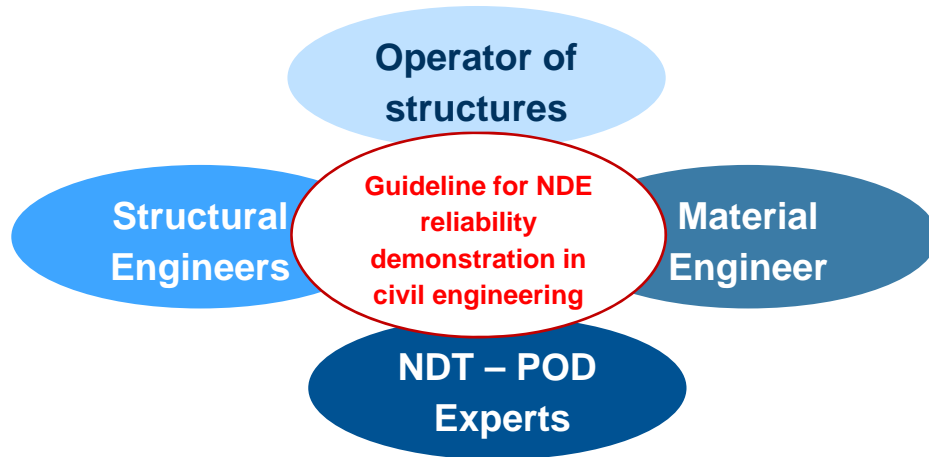 Operator of
structures
Guideline for NDE
reliability
demonstration in
civil engineering
Structural
Engineers
Material
Engineer
NDT – POD
Experts